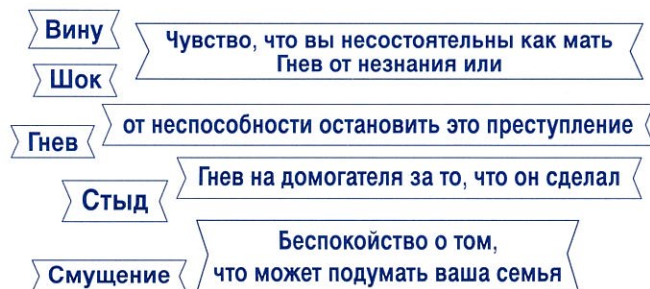 Вину
Чувство, что вы несостоятельны как мать
Гнев от незнания или
Шок
от неспособности остановить это преступление
Гнев
Гнев на домогателя за то, что он сделал
Стыд
Беспокойство о том,
что может подумать ваша семья
Смущение